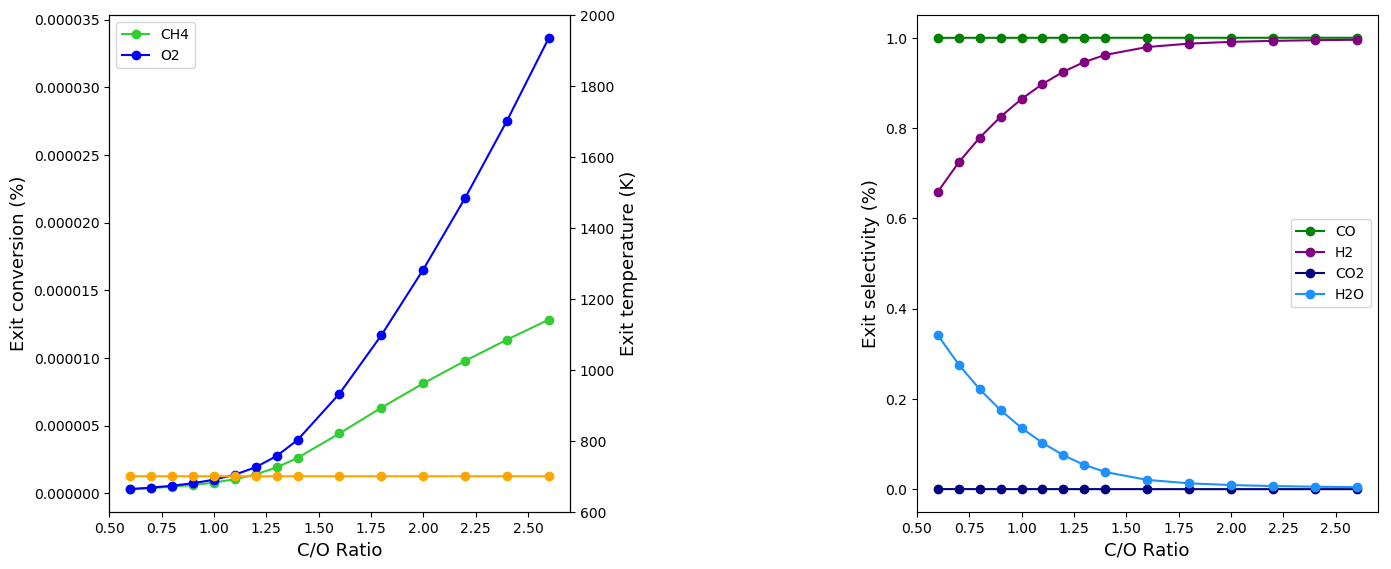 Exit conversion (%)
0.000035
0.000030
0.000025
0.000020
0.000015
0.000010
0.000005
0.000000
CH4
O2
0.50 0.75 1.00 1.25 1.50 1.75 2.00 2.25 2.50
C/O Ratio
2000
1800
1600
1400
1200
1000
800
600
Exit temperature (K)
Exit selectivity (%)
1.0
0.8
0.6
0.4
0.2
0.0
CO
H2
CO2
H2O
0.50 0.75 1.00 1.25 1.50 1.75 2.00 2.25 2.50
C/O Ratio